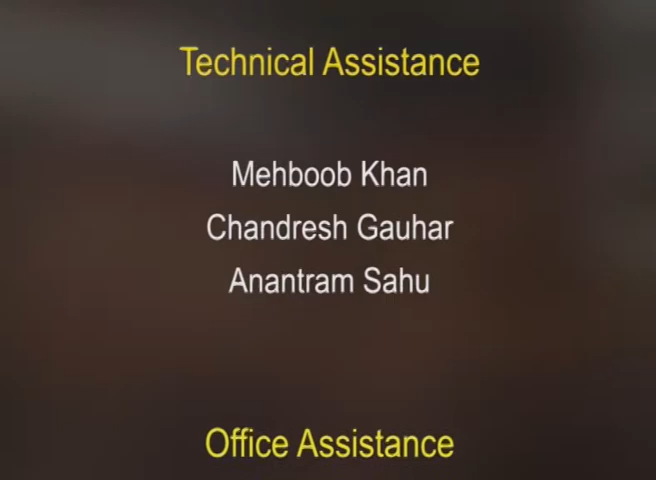 Technical Assistance
Mehboob Khan
Chandresh Gauhar
Anantram Sahu
Office Assistance